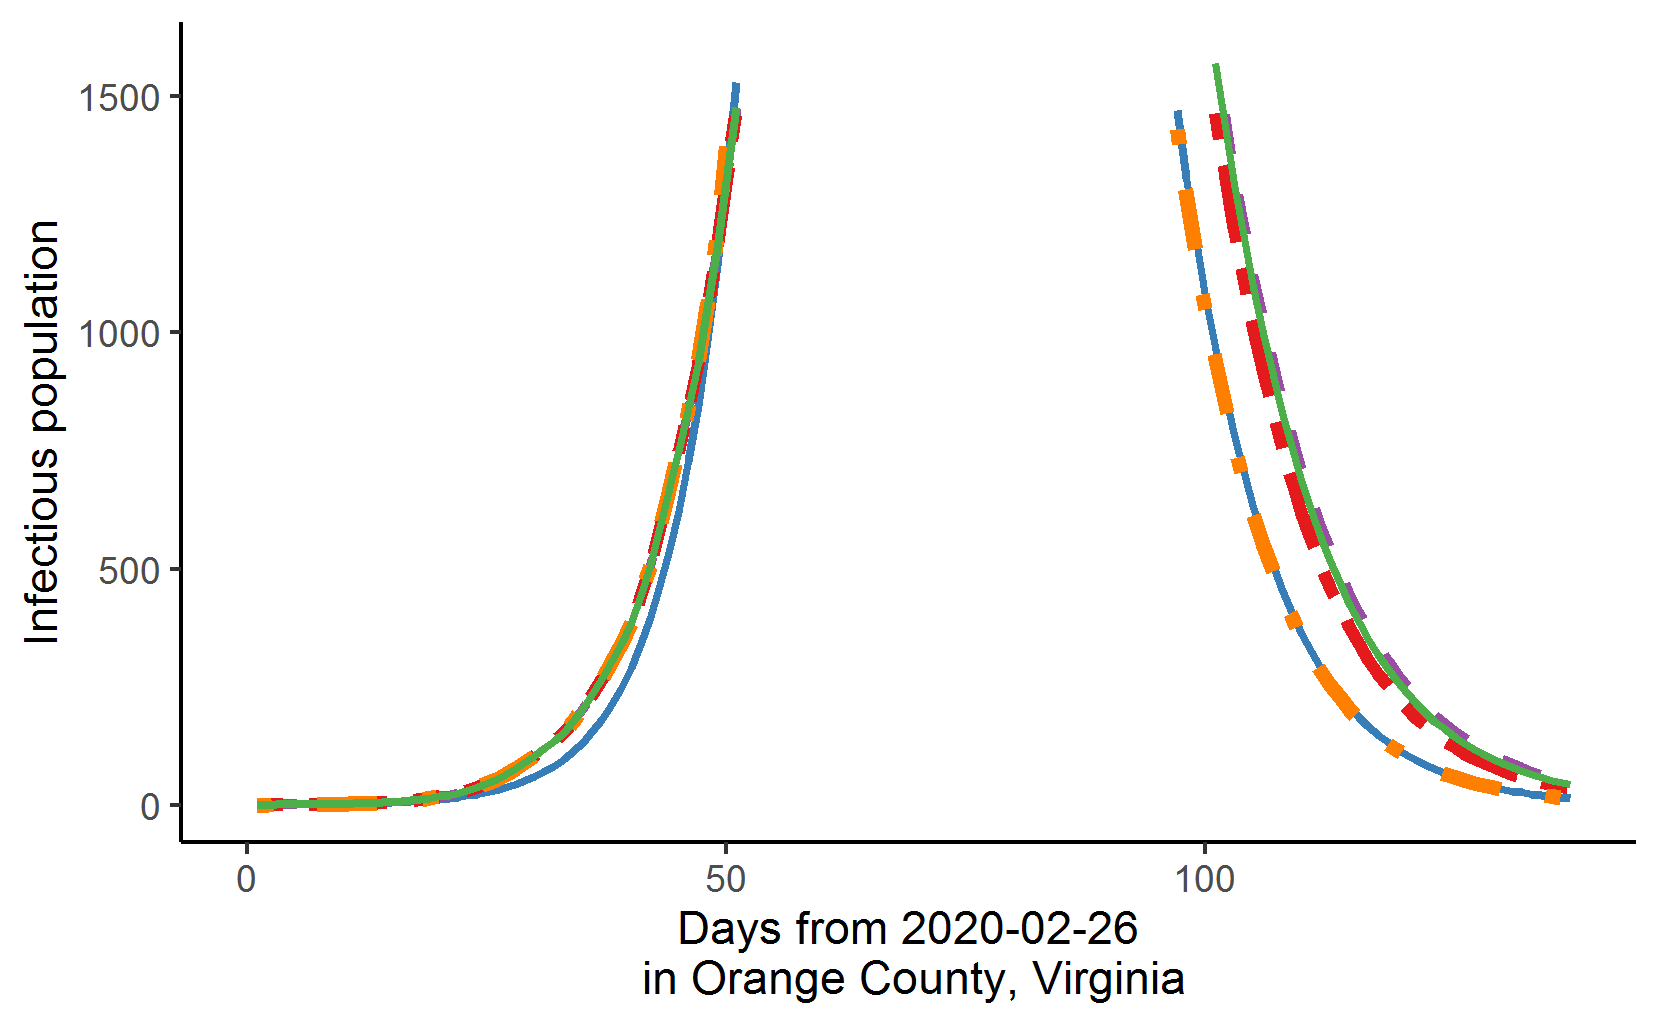 Infectious population
1500
1000
500
0
0 50 100
Days from 2020-02-26
in Orange County, Virginia